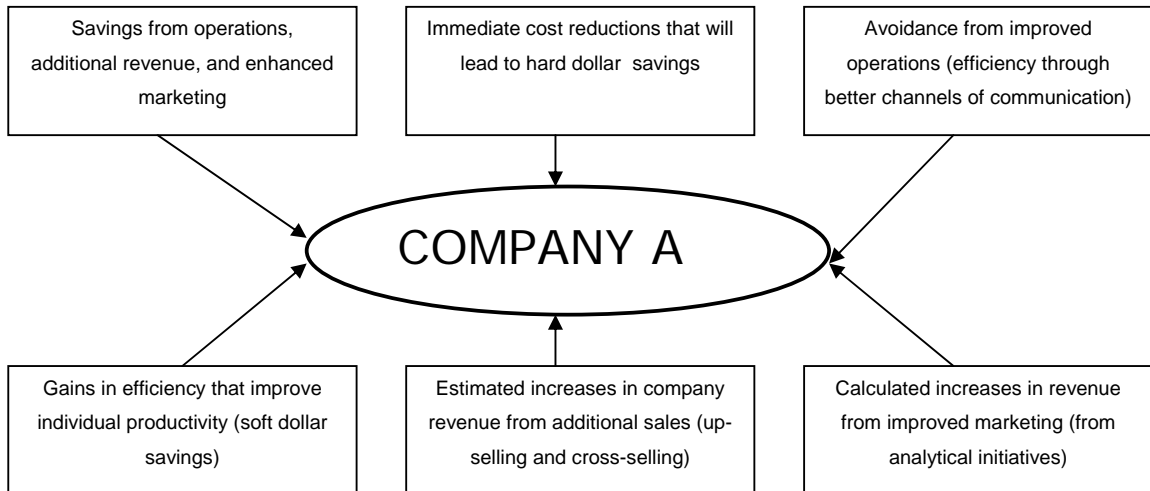 Savings from operations,
additional revenue, and enhanced
marketing
Immediate cost reductions that will
lead to hard dollar savings
Avoidance from improved
operations (efficiency through
better channels of communication)
COMPANY A
Gains in efficiency that improve
individual productivity (soft dollar
savings)
Estimated increases in company
revenue from additional sales (up-
selling and cross-selling)
Calculated increases in revenue
from improved marketing (from
analytical initiatives)